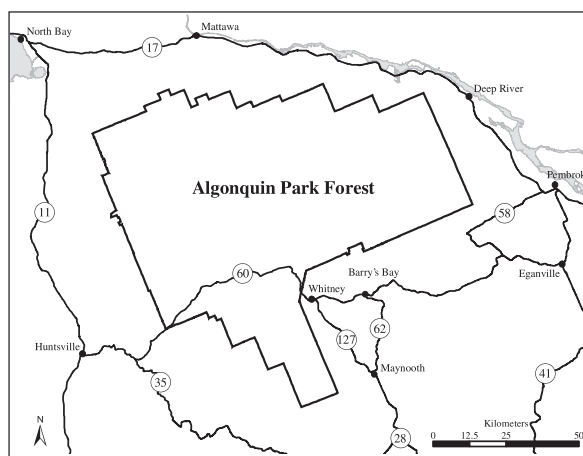 North Bay
Mattawa
17
Deep River
Algonquin Park Forest
Pembrok
11
58
60
Barry's Bay
Eganville
Whitney
62
127
Huntsville
Maynooth
35
41
N
Kilometers
28
0 12.5 25 50